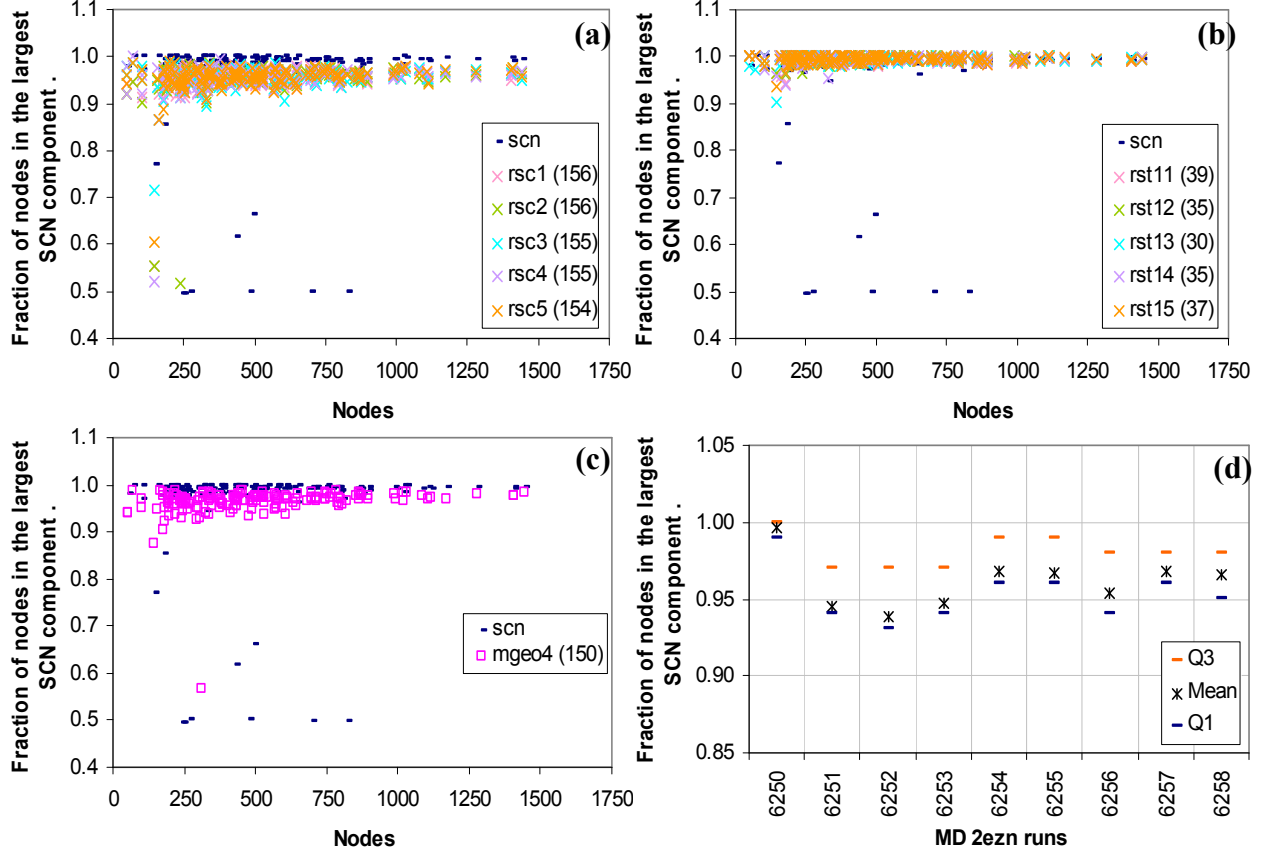 (a)
Fraction of nodes in the largest
SCN component .
1.1
1.0
0.9
0.8
0.7
0.6
0.5
0.4
scn
rsc1 (156)
rsc2 (156)
rsc3 (155)
rsc4 (155)
rsc5 (154)
0 250 500 750 1000 1250 1500 1750
Nodes
(b)
Fraction of nodes in the largest
SCN component .
1.1
1.0
0.9
0.8
0.7
0.6
0.5
0.4
scn
rst11 (39)
rst12 (35)
rst13 (30)
rst14 (35)
rst15 (37)
0 250 500 750 1000 1250 1500 1750
Nodes
(c)
Fraction of nodes in the largest
SCN component .
1.1
1.0
0.9
0.8
0.7
0.6
0.5
0.4
scn
mgeo4 (150)
0 250 500 750 1000 1250 1500 1750
Nodes
(d)
Fraction of nodes in the largest
SCN component .
1.05
1.00
0.95
0.90
0.85
Q3
Mean
Q1
6250 6251 6252 6253 6254 6255 6256 6257 6258
MD 2ezn runs